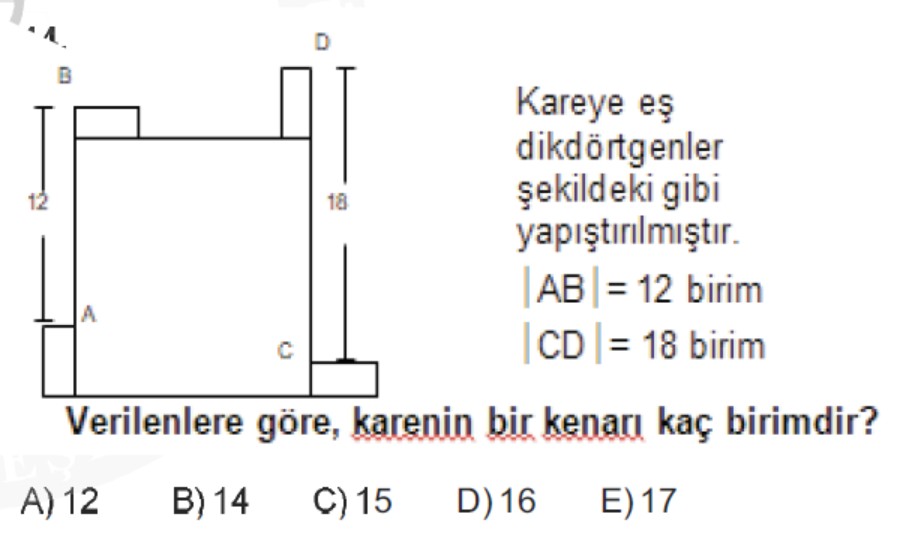 14.
D
B
12
18
A
C
Kareye eş
dikdörtgenler
şekildeki gibi
yapıştırılmıştır.
|AB| = 12 birim
|CD| = 18 birim
Verilenlere göre, karenin bir kenarı kaç birimdir?
A) 12 B) 14 C) 15 D) 16 E) 17